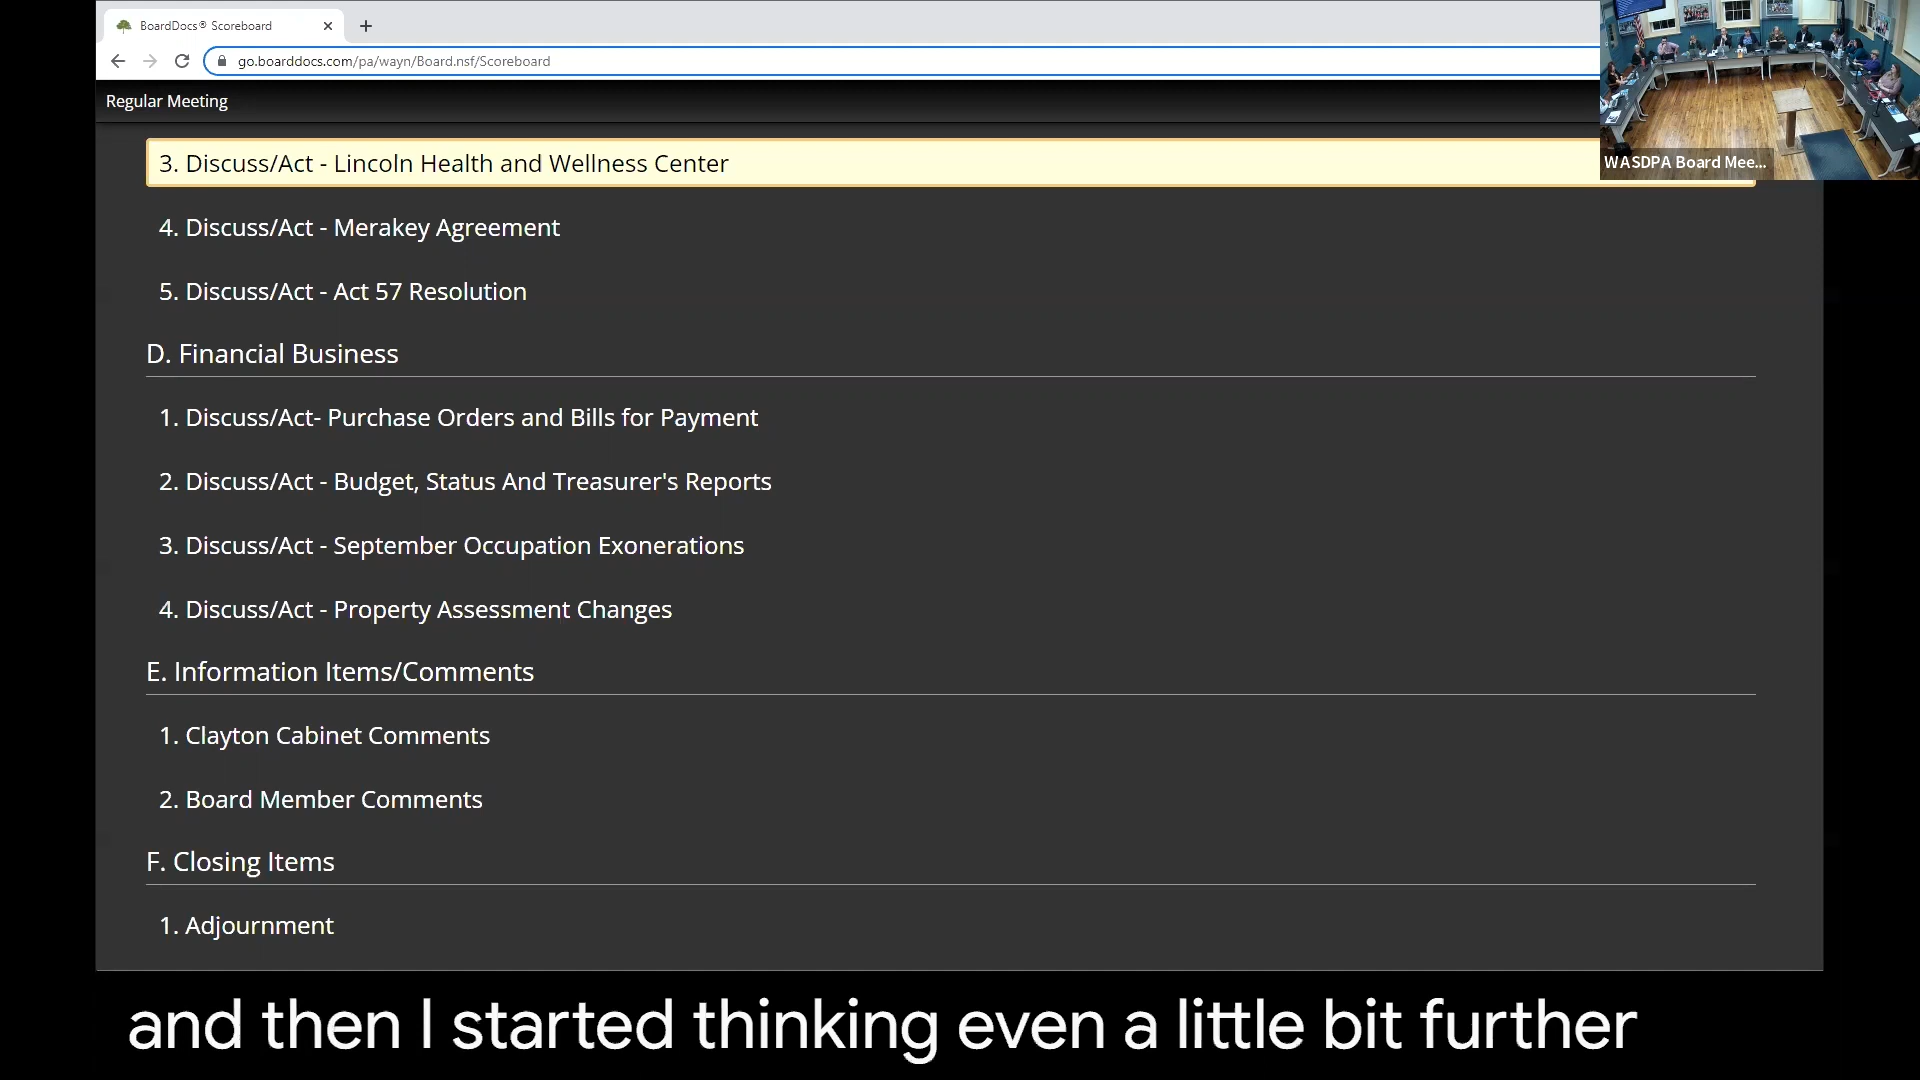 BoardDocs® Scoreboard
go.boarddocs.com/pa/wayn/Board.nsf/Scoreboard
Regular Meeting
3. Discuss/Act - Lincoln Health and Wellness Center
WASDPA Board Mee...
4. Discuss/Act - Merakey Agreement
5. Discuss/Act - Act 57 Resolution
D. Financial Business
1. Discuss/Act- Purchase Orders and Bills for Payment
2. Discuss/Act - Budget, Status And Treasurer's Reports
3. Discuss/Act - September Occupation Exonerations
4. Discuss/Act - Property Assessment Changes
E. Information Items/Comments
1. Clayton Cabinet Comments
2. Board Member Comments
F. Closing Items
1. Adjournment
and then I started thinking even a little bit further